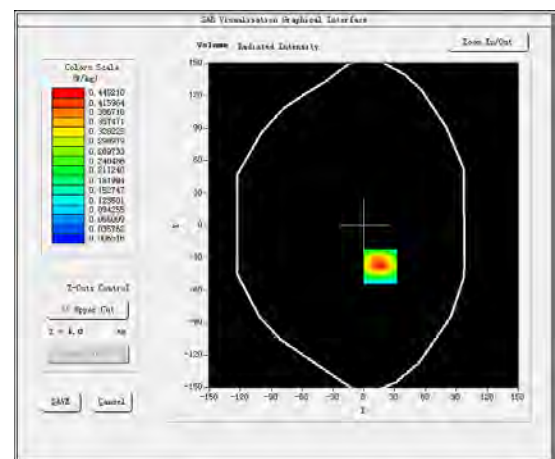 SAR Visualisation Graphical Interface
Volume Radiated Intensity
Zoom In/Out
Colors Scale
(W/kg)
0.449210
0.415964
0.386716
0.357471
0.328225
0.298979
0.269733
0.240486
0.211240
0.181994
0.152747
0.123501
0.094255
0.065009
0.035762
0.006516
Z-Cuts Control
Upper Cut
Z = 4.0 mm
SAVE
Cancel
150
120
90
60
30
0
-30
-60
-90
-120
-150
Y
-150 -120 -90 -60 -30 0 30 60 90 120 150
X